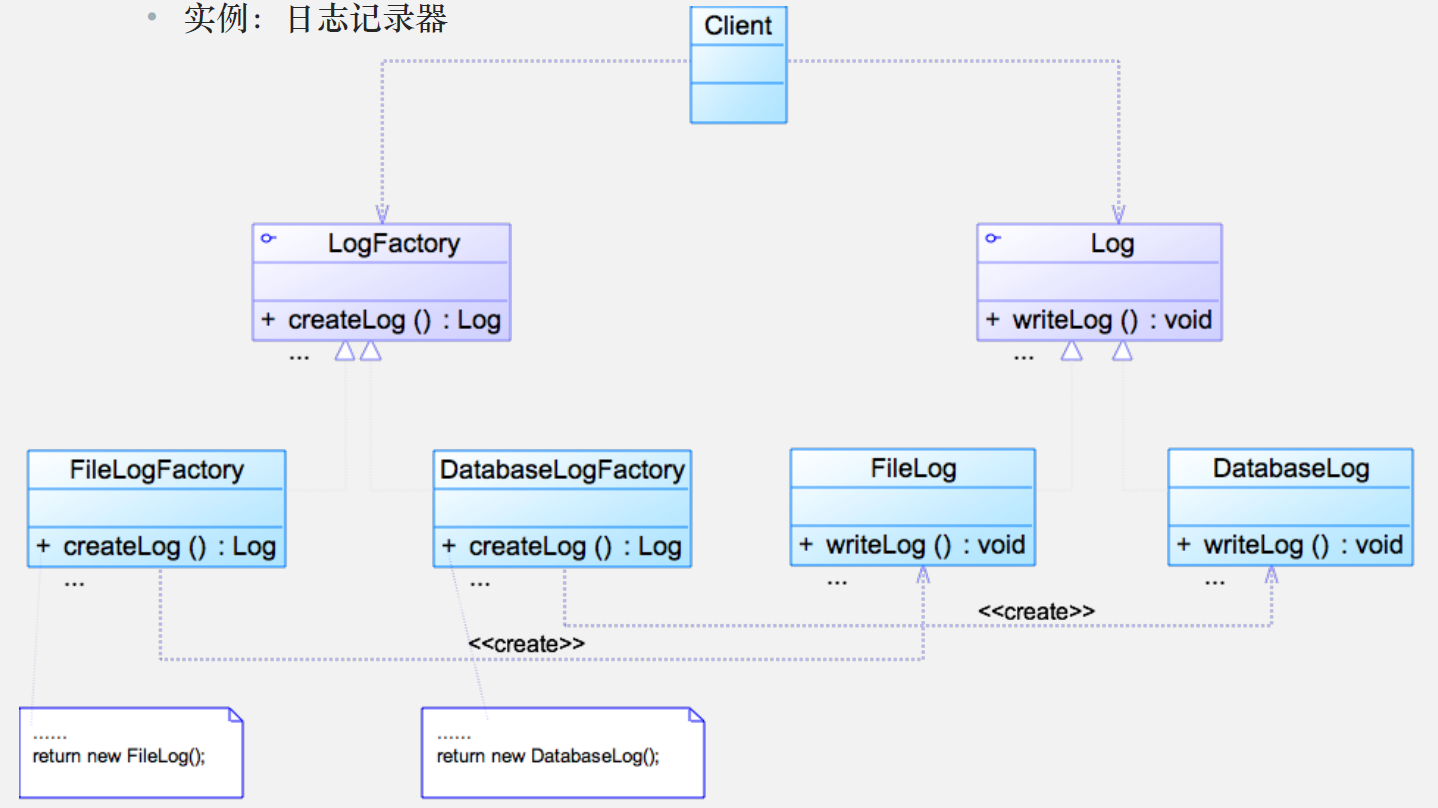 • 实例：日志记录器
Client
LogFactory
+ createLog () : Log
...
Log
+ writeLog () : void
...
FileLogFactory
+ createLog () : Log
...
DatabaseLogFactory
+ createLog () : Log
...
FileLog
+ writeLog () : void
...
DatabaseLog
+ writeLog () : void
...
<<create>>
<<create>>
......
return new FileLog();
......
return new DatabaseLog();